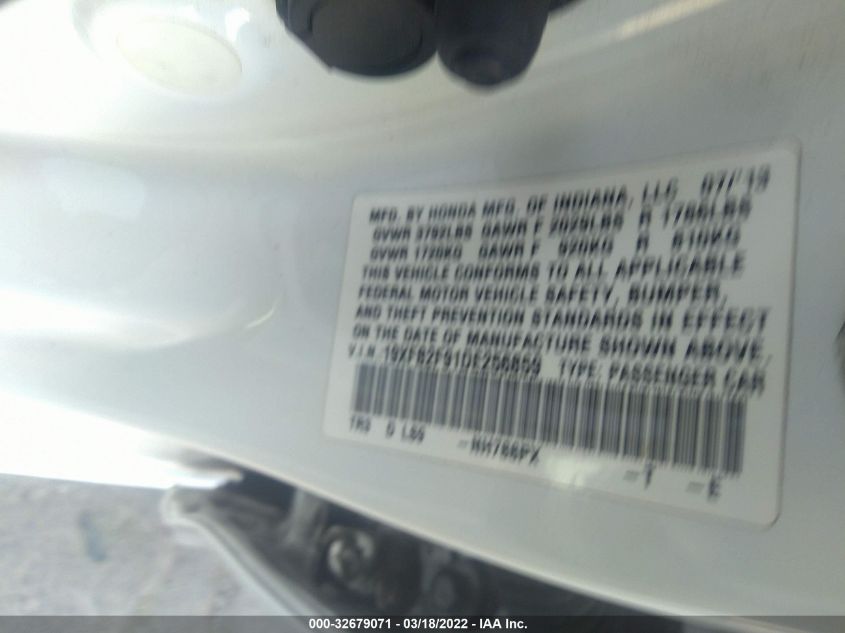 MFD. BY HONDA MFG. OF INDIANA, LLC 07/'13
GVWR 3792LBS GAWR F 2029LBS R 1786LBS
GVWR 1720KG GAWR F 920KG R 810KG
THIS VEHICLE CONFORMS TO ALL APPLICABLE
FEDERAL MOTOR VEHICLE SAFETY, BUMPER,
AND THEFT PREVENTION STANDARDS IN EFFECT
ON THE DATE OF MANUFACTURE SHOWN ABOVE.
V.I.N. TYPE: PASSENGER CAR
-T -E
000-32679071 - 03/18/2022 - IAA Inc.